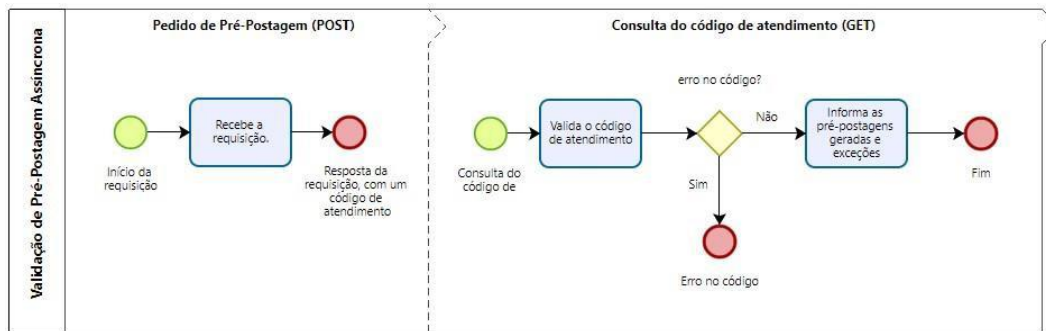 Validação de Pré-Postagem Assíncrona
Pedido de Pré-Postagem (POST)
Início da
requisição
Recebe a
requisição.
Resposta da
requisição, com um
código de
atendimento
Consulta do código de atendimento (GET)
Consulta do
código de
Valida o código
de atendimento
erro no código?
Não
Sim
Erro no código
Informa as
pré-postagens
geradas e
exceções
Fim